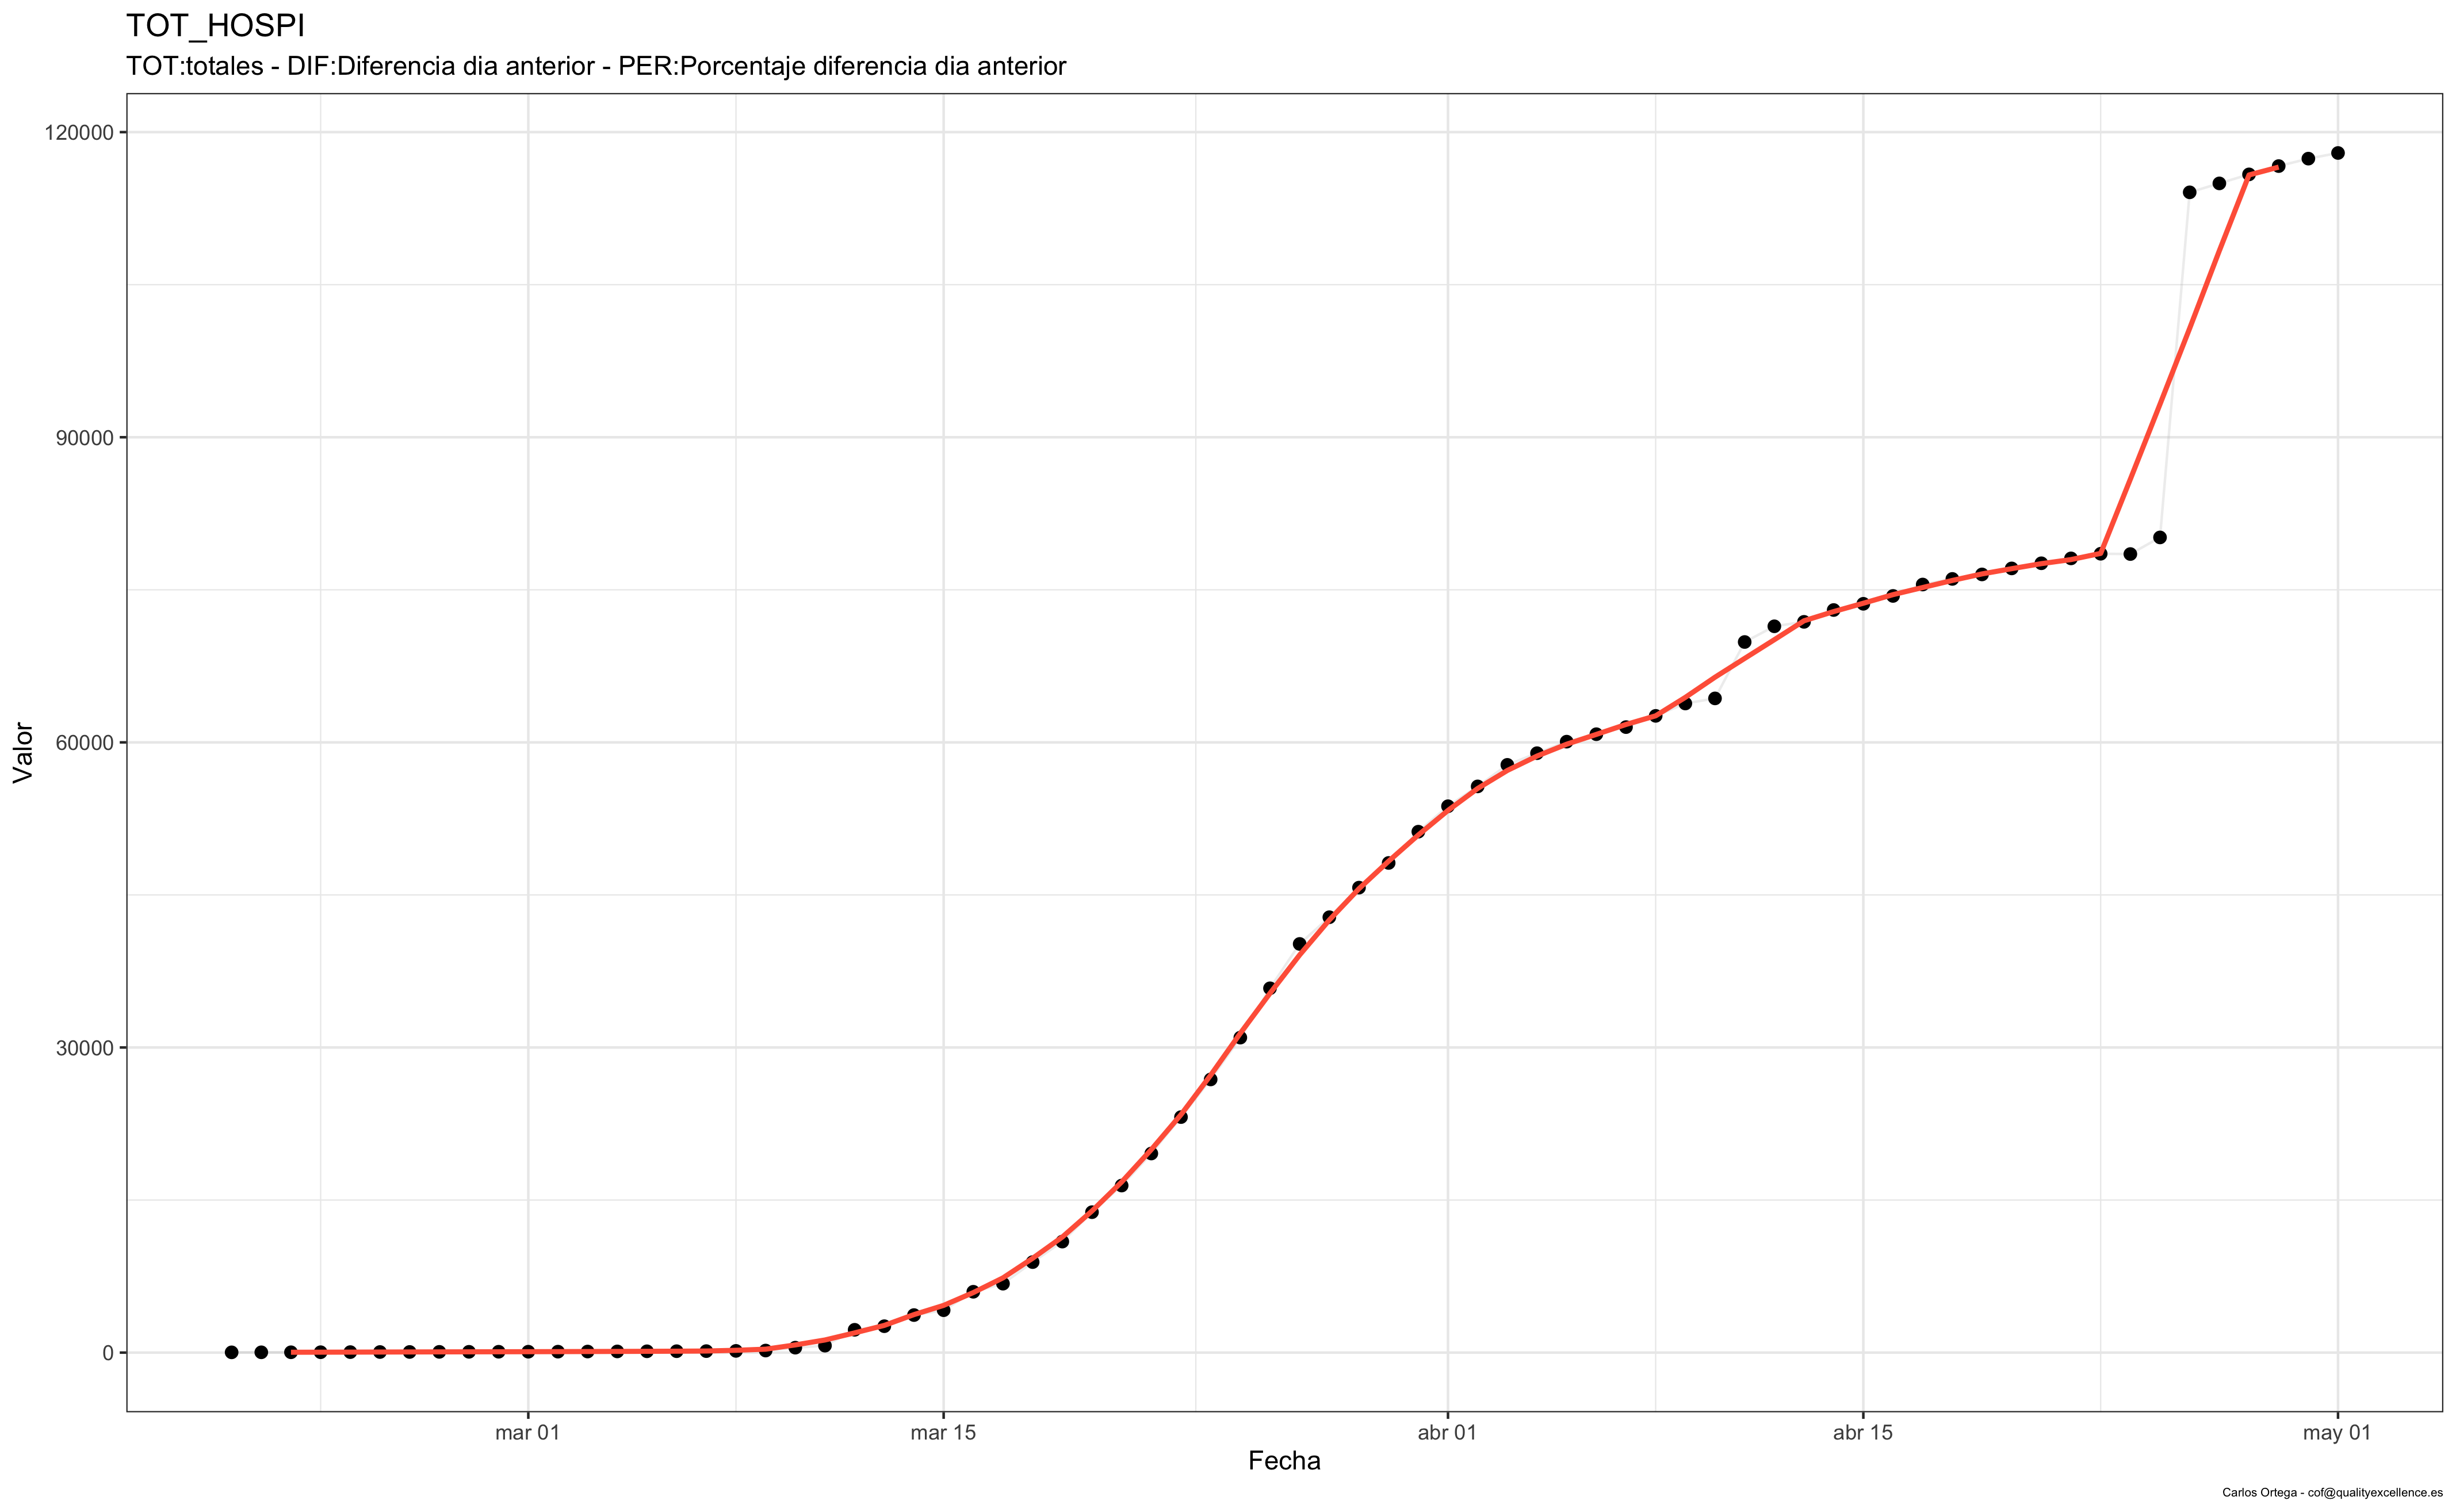 TOT_HOSPI
TOT:totales - DIF:Diferencia dia anterior - PER:Porcentaje diferencia dia anterior
120000
90000
60000
30000
0
Valor
mar 01
mar 15
abr 01
abr 15
may 01
Fecha
Carlos Ortega - cof@qualityexcellence.es